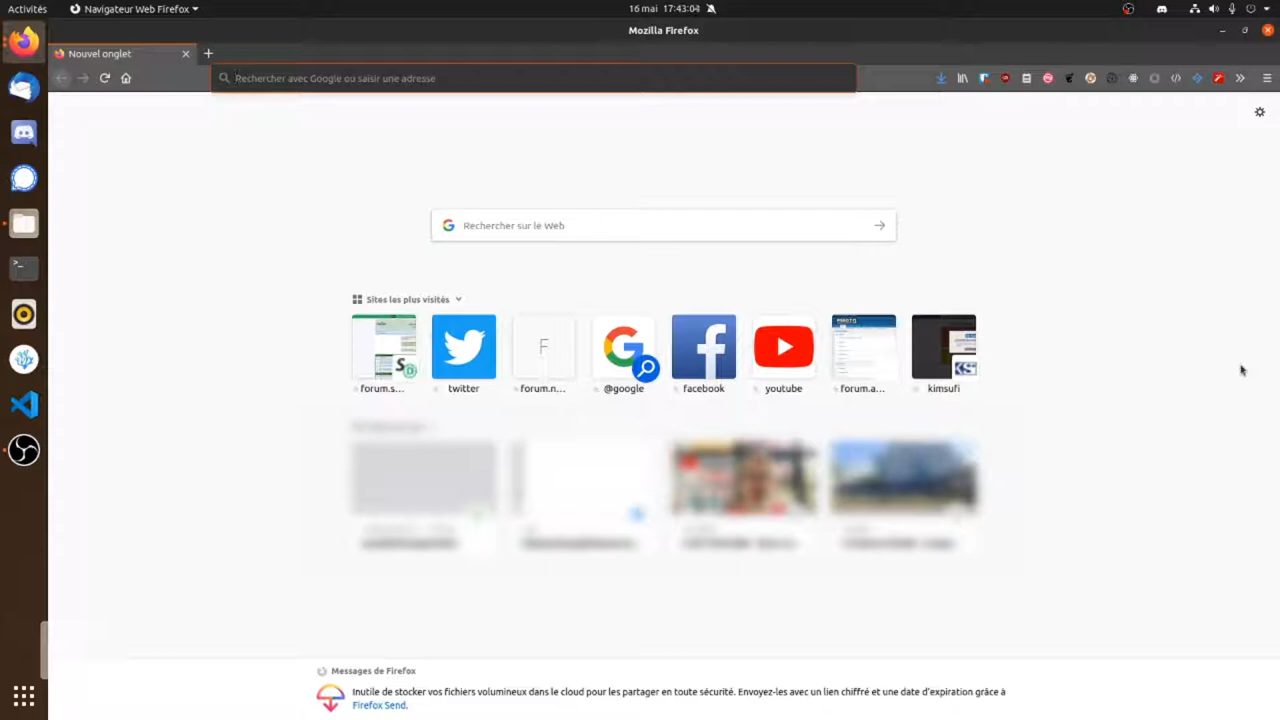 Activités
Navigateur Web Firefox
16 mai 17:43:04
Mozilla Firefox
Nouvel onglet
Rechercher avec Google ou saisir une adresse
Rechercher sur le Web
Sites les plus visités
F
forum.s...
twitter
forum.n...
@google
facebook
youtube
forum.a...
kimsufi
Messages de Firefox
Inutile de stocker vos fichiers volumineux dans le cloud pour les partager en toute sécurité. Envoyez-les avec un lien chiffré et une date d'expiration grâce à
Firefox Send.